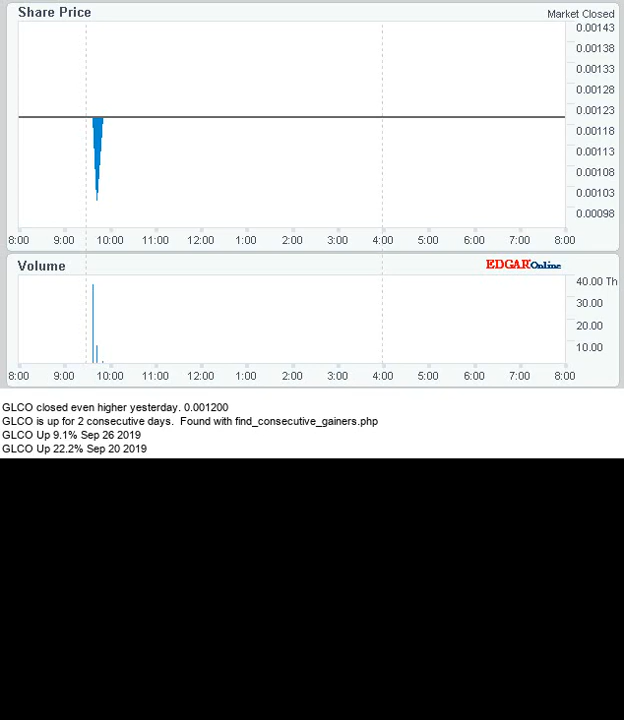 Share Price
Market Closed
0.00143
0.00138
0.00133
0.00128
0.00123
0.00118
0.00113
0.00108
0.00103
0.00098
8:00 9:00 10:00 11:00 12:00 1:00 2:00 3:00 4:00 5:00 6:00 7:00 8:00
Volume
EDGAR Online
40.00 Th
30.00
20.00
10.00
8:00 9:00 10:00 11:00 12:00 1:00 2:00 3:00 4:00 5:00 6:00 7:00 8:00
GLCO closed even higher yesterday. 0.001200
GLCO is up for 2 consecutive days.  Found with find_consecutive_gainers.php
GLCO Up 9.1% Sep 26 2019
GLCO Up 22.2% Sep 20 2019